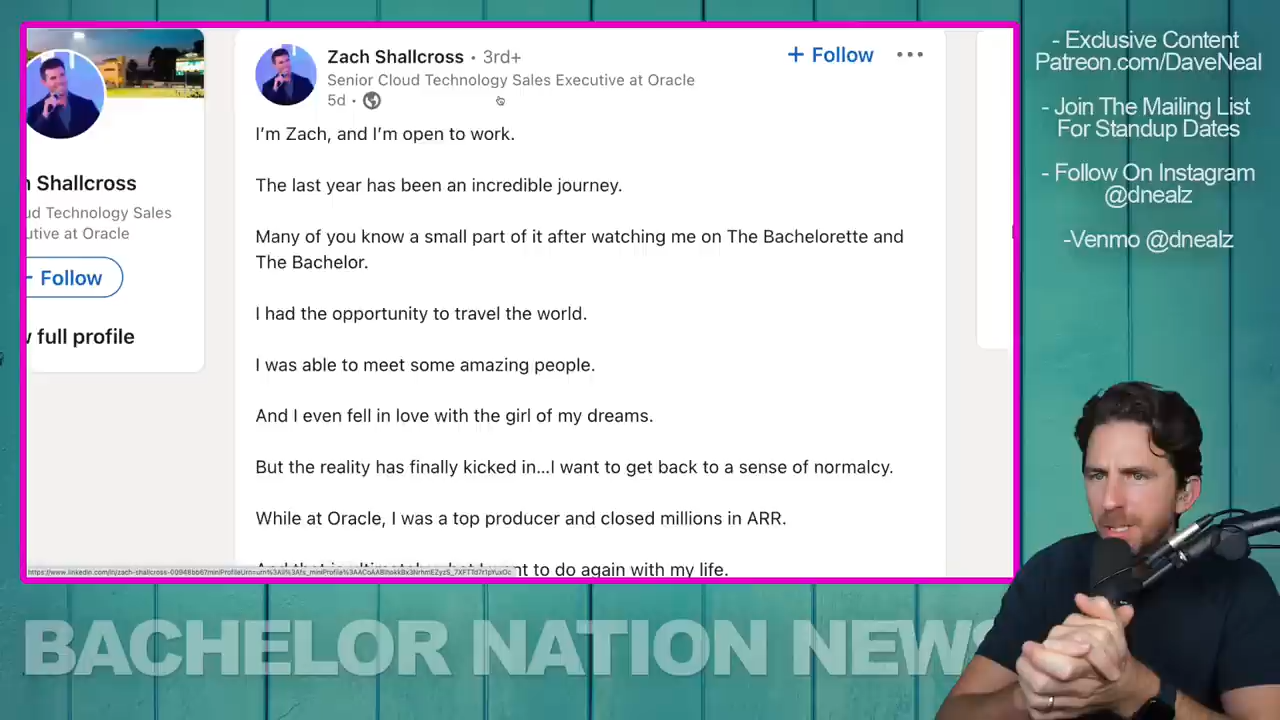 Zach Shallcross • 3rd+
+ Follow
Senior Cloud Technology Sales Executive at Oracle
5d •
I'm Zach, and I'm open to work.
The last year has been an incredible journey.
Many of you know a small part of it after watching me on The Bachelorette and
The Bachelor.
I had the opportunity to travel the world.
I was able to meet some amazing people.
And I even fell in love with the girl of my dreams.
But the reality has finally kicked in...I want to get back to a sense of normalcy.
While at Oracle, I was a top producer and closed millions in ARR.
And that is ultimately what I want to do again with my life.
Shallcross
Technology Sales
at Oracle
Follow
full profile
- Exclusive Content
Patreon.com/DaveNeal
- Join The Mailing List
For Standup Dates
- Follow On Instagram
@dnealz
-Venmo @dnealz
BACHELOR NATION NEWS